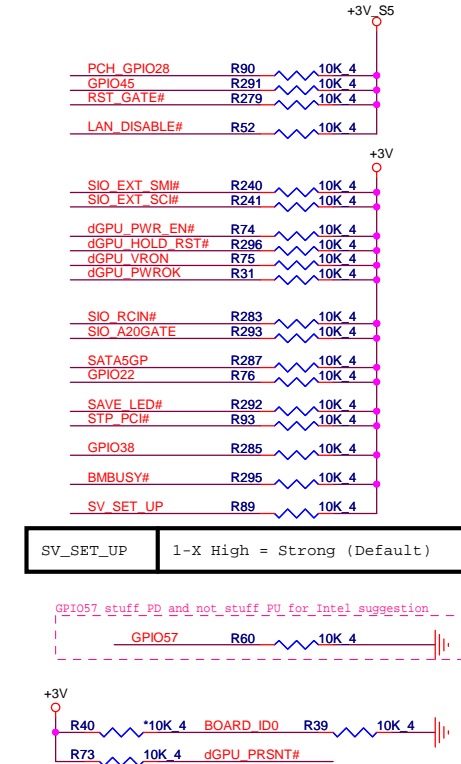 +3V_S5
PCH_GPIO28 R90 10K_4
GPIO45 R291 10K_4
RST_GATE# R279 10K_4
LAN_DISABLE# R52 10K_4
+3V
SIO_EXT_SMI# R240 10K_4
SIO_EXT_SCI# R241 10K_4
dGPU_PWR_EN# R74 10K_4
dGPU_HOLD_RST# R296 10K_4
dGPU_VRON R75 10K_4
dGPU_PWROK R31 10K_4
SIO_RCIN# R283 10K_4
SIO_A20GATE R293 10K_4
SATA5GP R287 10K_4
GPIO22 R76 10K_4
SAVE_LED# R292 10K_4
STP_PCI# R93 10K_4
GPIO38 R285 10K_4
BMBUSY# R295 10K_4
SV_SET_UP R89 10K_4
SV_SET_UP 1-X High = Strong (Default)
GPIO57 stuff PD and not stuff PU for Intel suggestion
GPIO57 R60 10K_4
+3V
R40 *10K_4 BOARD_ID0 R39 10K_4
R73 10K_4 dGPU_PRSNT#